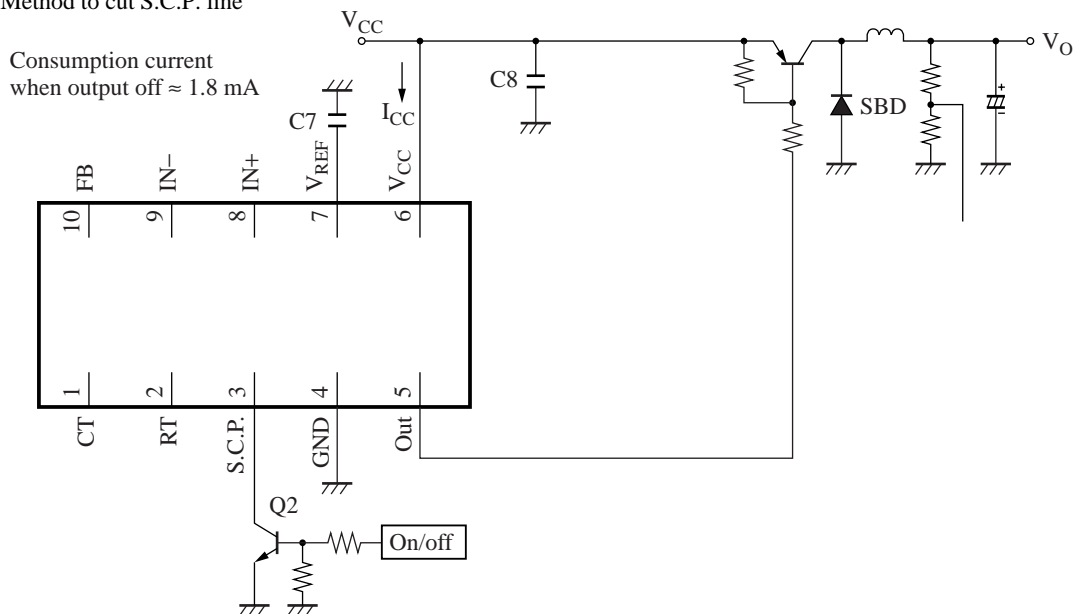 Method to cut S.C.P. line
Consumption current
when output off ≈ 1.8 mA
VCC
VO
C8
SBD
C7
ICC
FB
IN−
IN+
VREF
VCC
10
9
8
7
6
1
2
3
4
5
CT
RT
S.C.P.
GND
Out
Q2
On/off
+
−